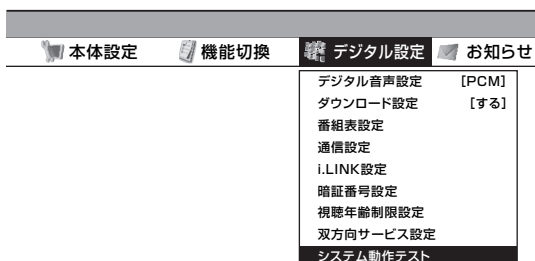 本体設定 機能切換 デジタル設定 お知らせ
デジタル音声設定 [PCM]
ダウンロード設定 [する]
番組表設定
通信設定
i.LINK設定
暗証番号設定
視聴年齢制限設定
双方向サービス設定
システム動作テスト